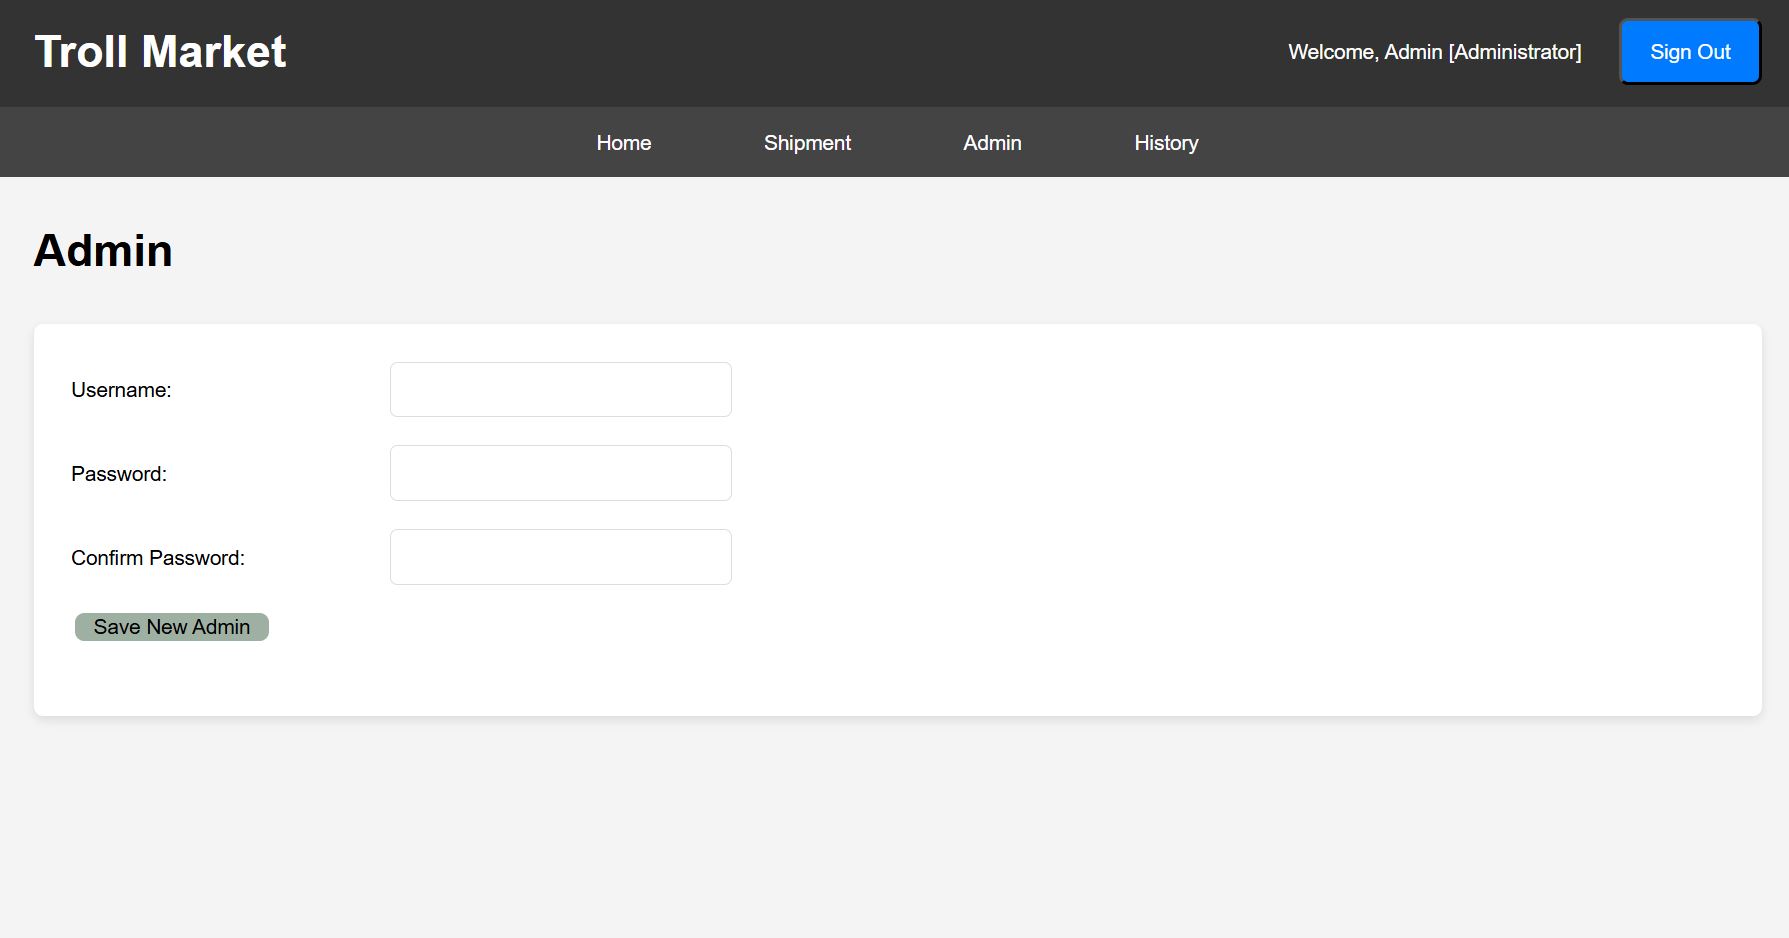 Troll Market
Welcome, Admin [Administrator]
Sign Out
Home
Shipment
Admin
History
Admin
Username:
Password:
Confirm Password:
Save New Admin